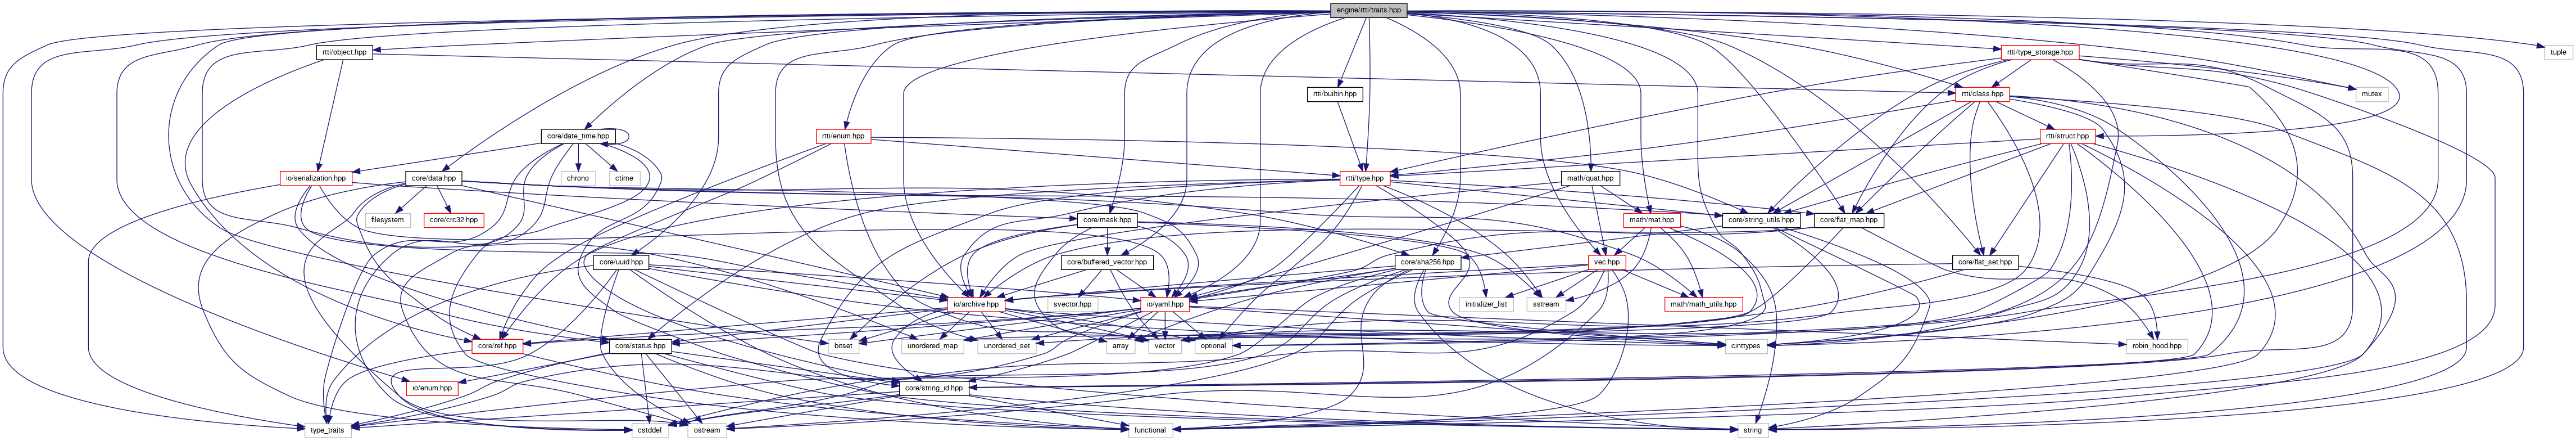 engine/rtti/traits.hpp
rtti/object.hpp
rtti/type_storage.hpp
tuple
rtti/builtin.hpp
rtti/class.hpp
mutex
core/date_time.hpp
rtti/enum.hpp
rtti/struct.hpp
io/serialization.hpp
core/data.hpp
chrono
ctime
rtti/type.hpp
math/quat.hpp
filesystem
core/crc32.hpp
core/mask.hpp
math/mat.hpp
core/string_utils.hpp
core/flat_map.hpp
core/uuid.hpp
core/buffered_vector.hpp
core/sha256.hpp
vec.hpp
core/flat_set.hpp
io/archive.hpp
svector.hpp
io/yaml.hpp
initializer_list
sstream
math/math_utils.hpp
core/ref.hpp
core/status.hpp
bitset
unordered_map
unordered_set
array
vector
optional
cinttypes
robin_hood.hpp
io/enum.hpp
core/string_id.hpp
type_traits
cstddef
ostream
functional
string